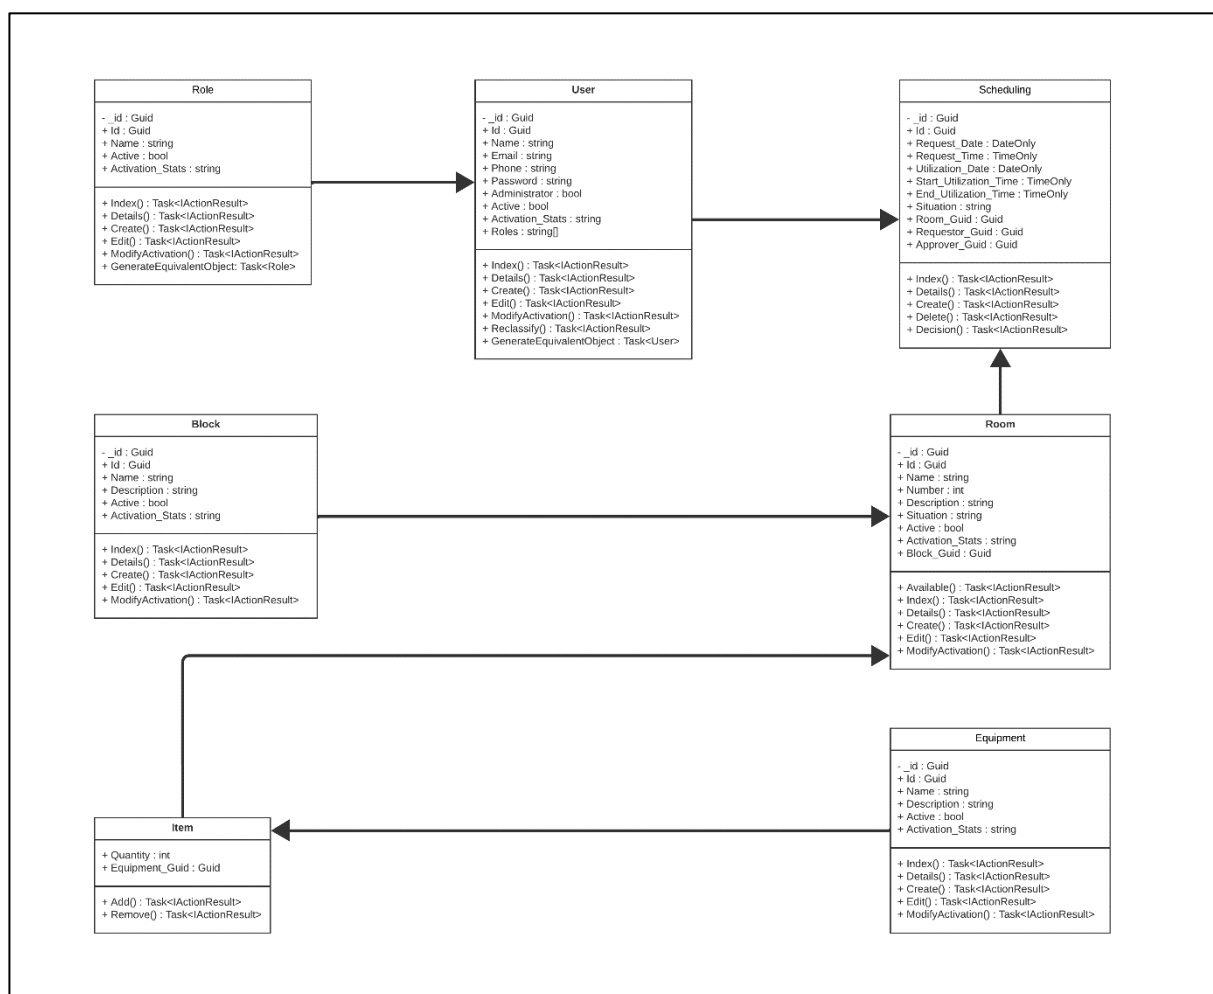 Role
- _id : Guid
+ Id : Guid
+ Name : string
+ Active : bool
+ Activation_Stats : string
+ Index() : Task<IActionResult>
+ Details() : Task<IActionResult>
+ Create() : Task<IActionResult>
+ Edit() : Task<IActionResult>
+ ModifyActivation() : Task<IActionResult>
+ GenerateEquivalentObject: Task<Role>
User
- _id : Guid
+ Id : Guid
+ Name : string
+ Email : string
+ Phone : string
+ Password : string
+ Administrator : bool
+ Active : bool
+ Activation_Stats : string
+ Roles : string[]
+ Index() : Task<IActionResult>
+ Details() : Task<IActionResult>
+ Create() : Task<IActionResult>
+ Edit() : Task<IActionResult>
+ ModifyActivation() : Task<IActionResult>
+ Reclassify() : Task<IActionResult>
+ GenerateEquivalentObject : Task<User>
Scheduling
- _id : Guid
+ Id : Guid
+ Request_Date : DateOnly
+ Request_Time : TimeOnly
+ Utilization_Date : DateOnly
+ Start_Utilization_Time : TimeOnly
+ End_Utilization_Time : TimeOnly
+ Situation : string
+ Room_Guid : Guid
+ Requestor_Guid : Guid
+ Approver_Guid : Guid
+ Index() : Task<IActionResult>
+ Details() : Task<IActionResult>
+ Create() : Task<IActionResult>
+ Delete() : Task<IActionResult>
+ Decision() : Task<IActionResult>
Block
- _id : Guid
+ Id : Guid
+ Name : string
+ Description : string
+ Active : bool
+ Activation_Stats : string
+ Index() : Task<IActionResult>
+ Details() : Task<IActionResult>
+ Create() : Task<IActionResult>
+ Edit() : Task<IActionResult>
+ ModifyActivation() : Task<IActionResult>
Room
- _id : Guid
+ Id : Guid
+ Name : string
+ Number : int
+ Description : string
+ Situation : string
+ Active : bool
+ Activation_Stats : string
+ Block_Guid : Guid
+ Available() : Task<IActionResult>
+ Index() : Task<IActionResult>
+ Details() : Task<IActionResult>
+ Create() : Task<IActionResult>
+ Edit() : Task<IActionResult>
+ ModifyActivation() : Task<IActionResult>
Item
+ Quantity : int
+ Equipment_Guid : Guid
+ Add() : Task<IActionResult>
+ Remove() : Task<IActionResult>
Equipment
- _id : Guid
+ Id : Guid
+ Name : string
+ Description : string
+ Active : bool
+ Activation_Stats : string
+ Index() : Task<IActionResult>
+ Details() : Task<IActionResult>
+ Create() : Task<IActionResult>
+ Edit() : Task<IActionResult>
+ ModifyActivation() : Task<IActionResult>